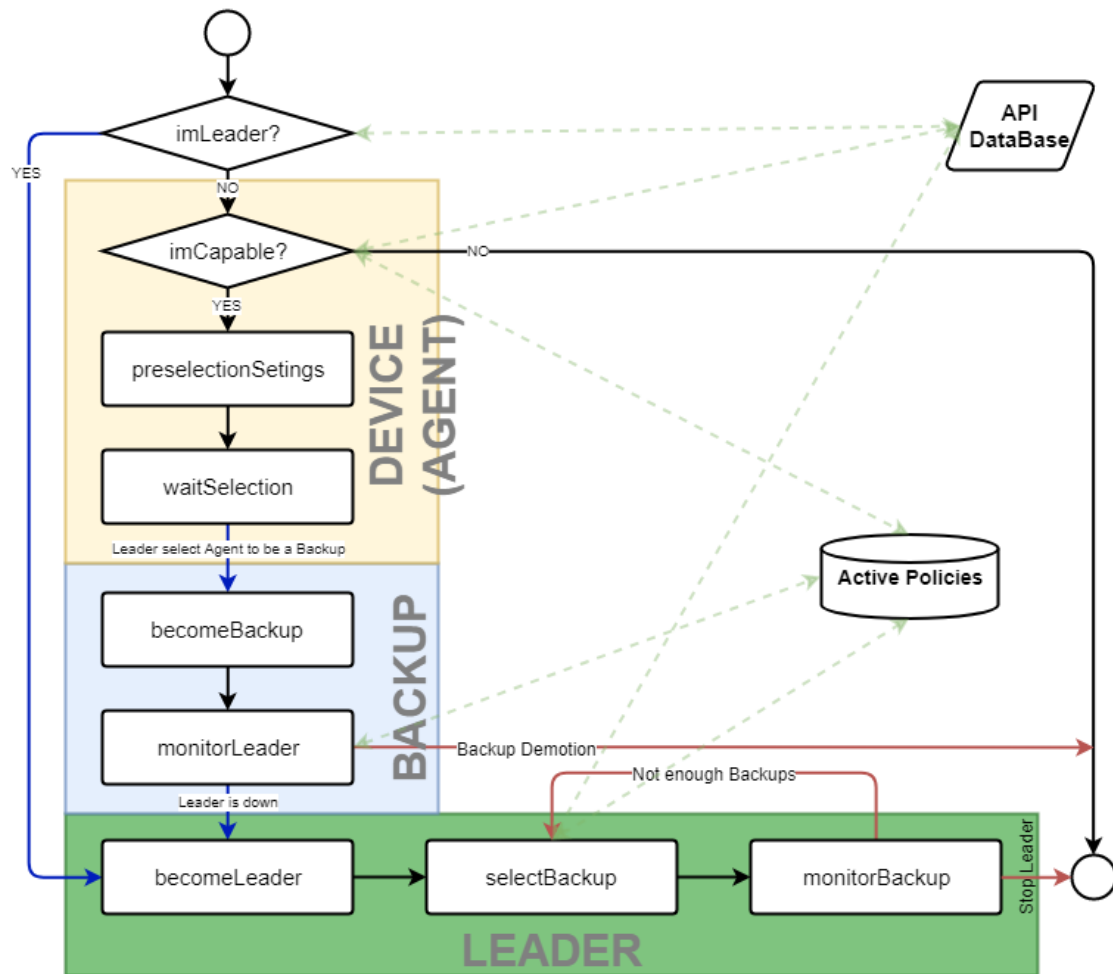 imLeader?
API
DataBase
YES
NO
imCapable?
NO
YES
preselectionSetings
DEVICE
(AGENT)
waitSelection
Leader select Agent to be a Backup
Active Policies
becomeBackup
BACKUP
monitorLeader
Backup Demotion
Not enough Backups
Leader is down
becomeLeader
selectBackup
monitorBackup
Stop Leader
LEADER